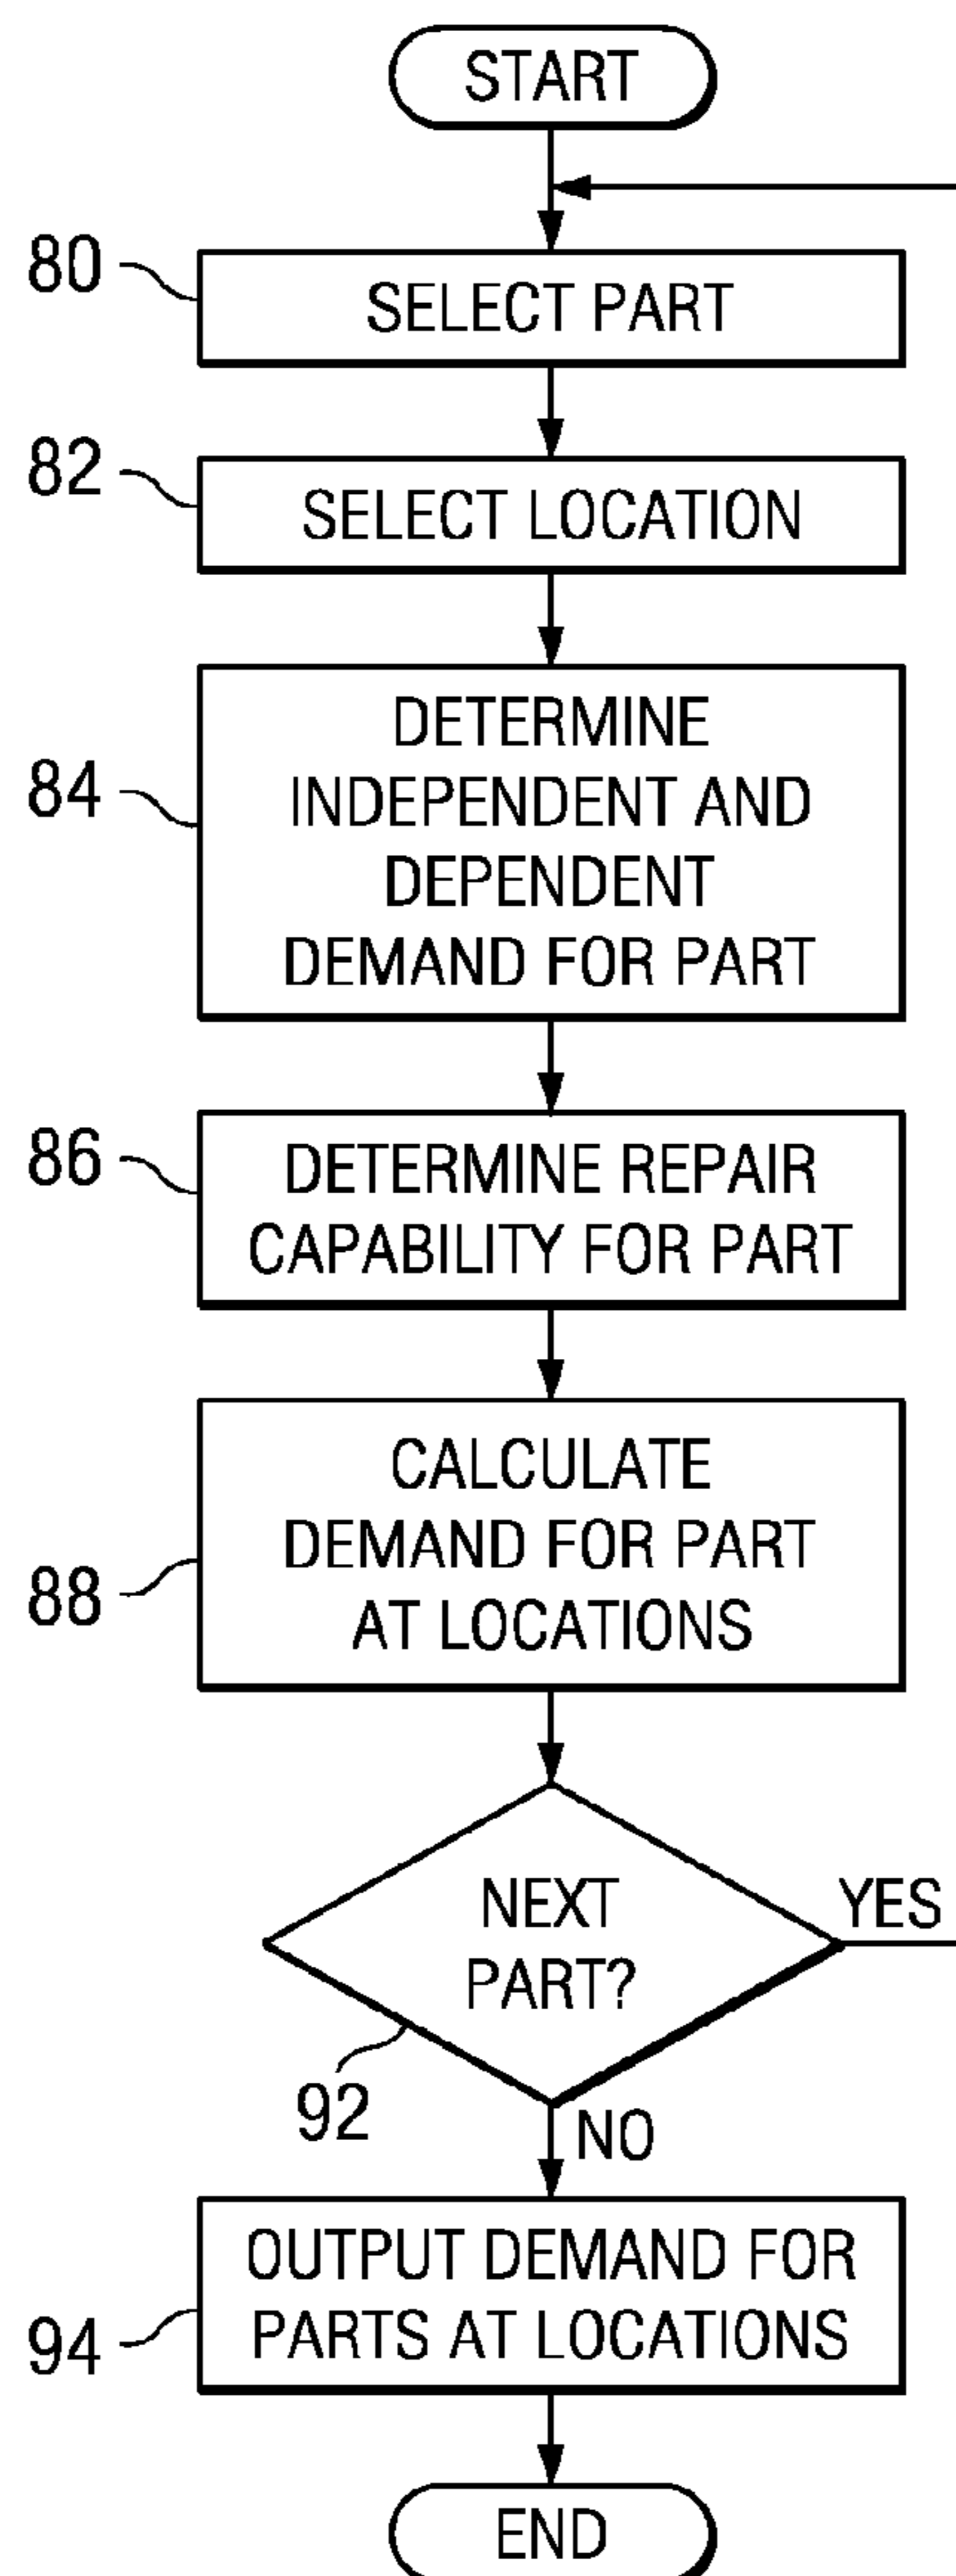 START
80
SELECT PART
82
SELECT LOCATION
84
DETERMINE
INDEPENDENT AND
DEPENDENT
DEMAND FOR PART
86
DETERMINE REPAIR
CAPABILITY FOR PART
88
CALCULATE
DEMAND FOR PART
AT LOCATIONS
NEXT
PART?
YES
92
NO
94
OUTPUT DEMAND FOR
PARTS AT LOCATIONS
END